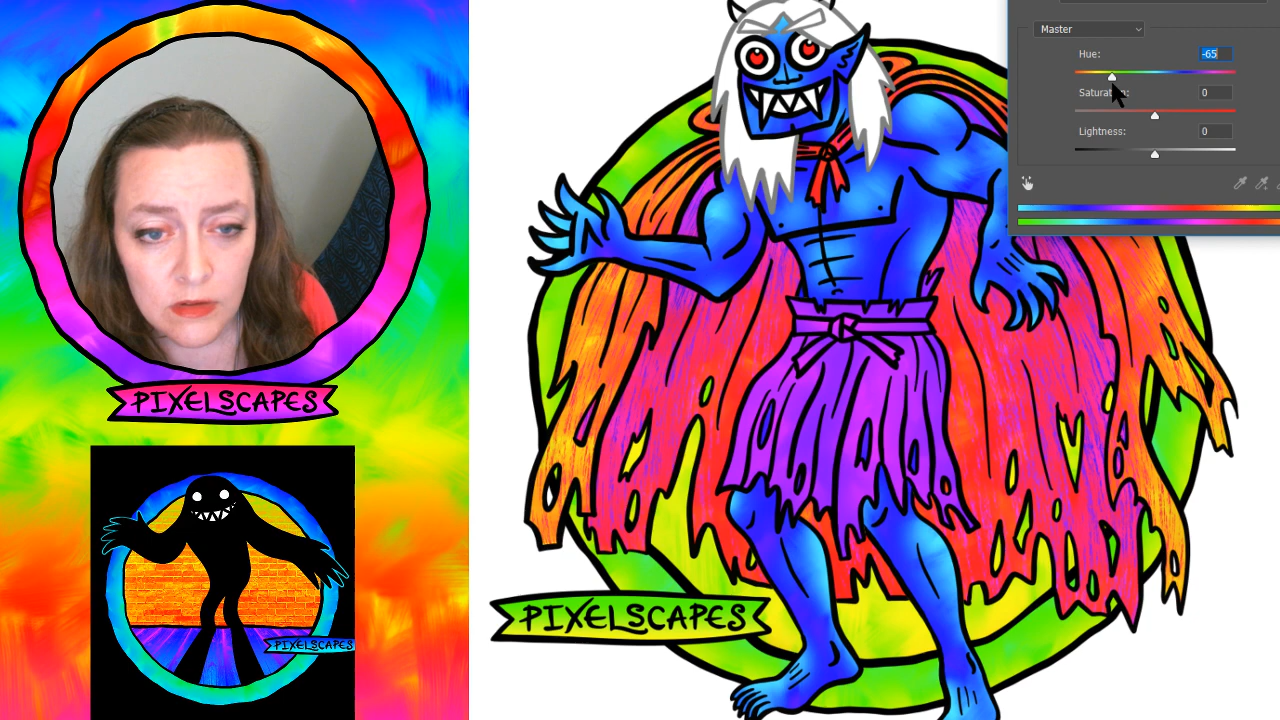 Master
Hue:
-65
Saturation:
0
Lightness:
0
PIXELSCAPES
PIXELSCAPES
PIXELSCAPES